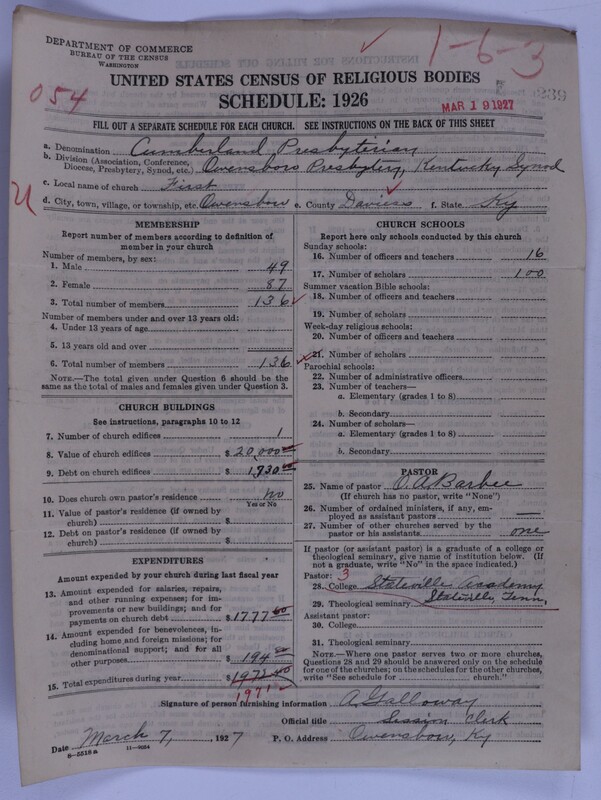 DEPARTMENT OF COMMERCE
BUREAU OF THE CENSUS
WASHINGTON
1-6-3
054
UNITED STATES CENSUS OF RELIGIOUS BODIES
SCHEDULE: 1926
MAR 19 1927
239
FILL OUT A SEPARATE SCHEDULE FOR EACH CHURCH. SEE INSTRUCTIONS ON THE BACK OF THIS SHEET
a. Denomination Cumberland Presbyterian
b. Division (Association, Conference, Diocese, Presbytery, Synod, etc.) Owensboro Presbytery, Kentucky Synod
c. Local name of church First
d. City, town, village, or township, etc. Owensboro e. County Daviess f. State Ky
MEMBERSHIP
Report number of members according to definition of
member in your church
Number of members, by sex:
1. Male 49
2. Female 87
3. Total number of members 136
Number of members under and over 13 years old:
4. Under 13 years of age
5. 13 years old and over
6. Total number of members 136
NOTE.—The total given under Question 6 should be the
same as the total of males and females given under Question 3.
CHURCH BUILDINGS
See instructions, paragraphs 10 to 12
7. Number of church edifices 1
8. Value of church edifices $ 20,000.00
9. Debt on church edifices $ 1,930.00
10. Does church own pastor's residence No
Yes or No
11. Value of pastor's residence (if owned by
church) $
12. Debt on pastor's residence (if owned by
church) $
EXPENDITURES
Amount expended by your church during last fiscal year
13. Amount expended for salaries, repairs,
and other running expenses; for im-
provements or new buildings; and for
payments on church debt $1777
14. Amount expended for benevolences, in-
cluding home and foreign missions; for
denominational support; and for all
other purposes $ 194
15. Total expenditures during year $1972
1971
CHURCH SCHOOLS
Report here only schools conducted by this church
Sunday schools:
16. Number of officers and teachers 16
17. Number of scholars 100
Summer vacation Bible schools:
18. Number of officers and teachers
19. Number of scholars
Week-day religious schools:
20. Number of officers and teachers
21. Number of scholars
Parochial schools:
22. Number of administrative officers
23. Number of teachers—
a. Elementary (grades 1 to 8)
b. Secondary
24. Number of scholars—
a. Elementary (grades 1 to 8)
b. Secondary
PASTOR
25. Name of pastor O. A. Barbee
(If church has no pastor, write "None")
26. Number of ordained ministers, if any, em-
ployed as assistant pastors —
27. Number of other churches served by the
pastor or his assistants one
If pastor (or assistant pastor) is a graduate of a college or
theological seminary, give name of institution below. (If
not a graduate, write "No" in the space indicated.)
Pastor: 3
28. College Stateville Academy
29. Theological seminary Stateville, Tenn,
Assistant pastor:
30. College
31. Theological seminary
NOTE.—Where one pastor serves two or more churches,
Questions 28 and 29 should be answered only on the schedule
for one of the churches; on the schedules for the other churches,
write "See schedule for church."
Signature of person furnishing information A Galloway
Official title Session Clerk
Date March 7, , 1927 P. O. Address Owensboro, Ky
8-5518a 11-9684